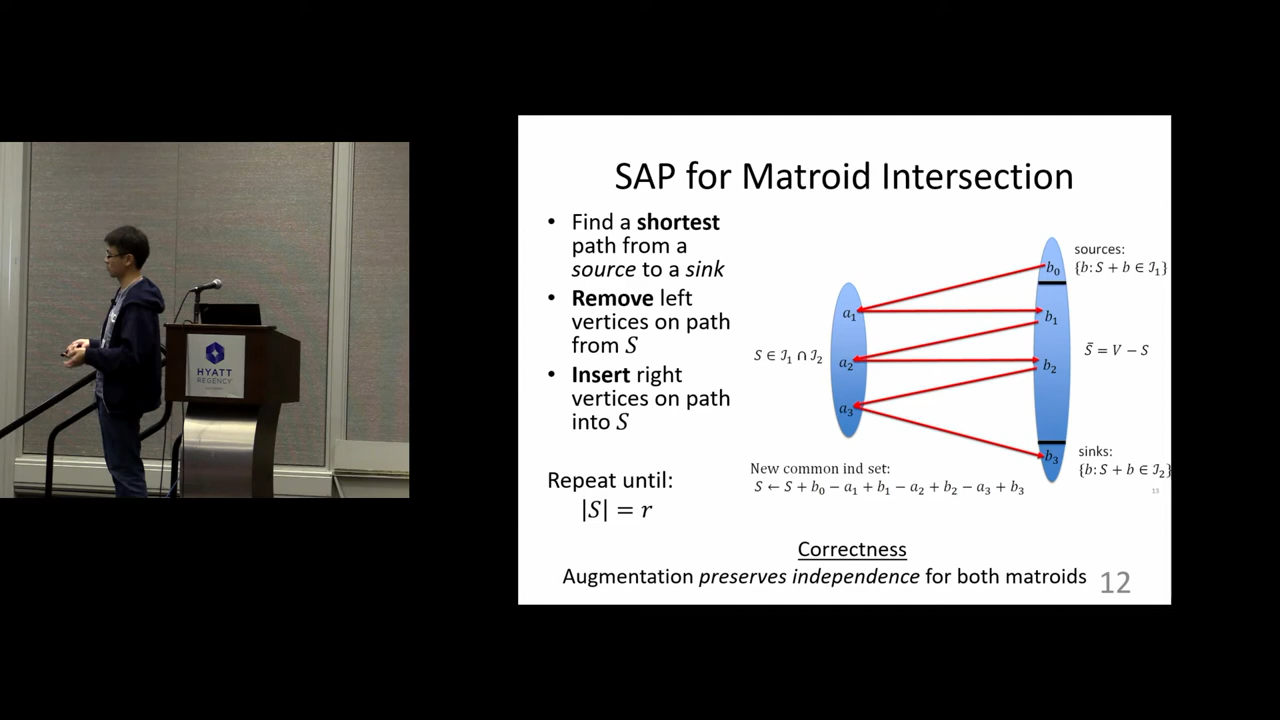 HYATT
REGENCY
SAP for Matroid Intersection
• Find a shortest
path from a
source to a sink
• Remove left
vertices on path
from S
• Insert right
vertices on path
into S
Repeat until:
|S| = r
sources:
{b: S + b ∈ ℐ₁}
b₀
a₁
b₁
S ∈ ℐ₁ ∩ ℐ₂
a₂
b₂
S̄ = V − S
a₃
b₃
sinks:
{b: S + b ∈ ℐ₂}
13
New common ind set:
S ← S + b₀ − a₁ + b₁ − a₂ + b₂ − a₃ + b₃
Correctness
Augmentation preserves independence for both matroids
12